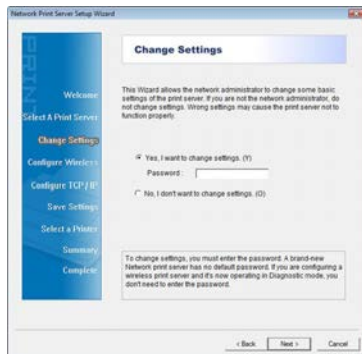 Network Print Server Setup Wizard
PRINT
Change Settings
Welcome
Select A Print Server
Change Settings
Configure Wireless
Configure TCP / IP
Save Settings
Select a Printer
Summary
Complete
This Wizard allows the network administrator to change some basic
settings of the print server. If you are not the network administrator, do
not change settings. Wrong settings may cause the print server not to
function properly.
Yes, I want to change settings. (Y)
Password :
No, I don't want to change settings. (O)
To change settings, you must enter the password. A brand-new
Network print server has no default password. If you are configuring a
wireless print server and it's now operating in Diagnostic mode, you
don't need to enter the password.
< Back
Next >
Cancel